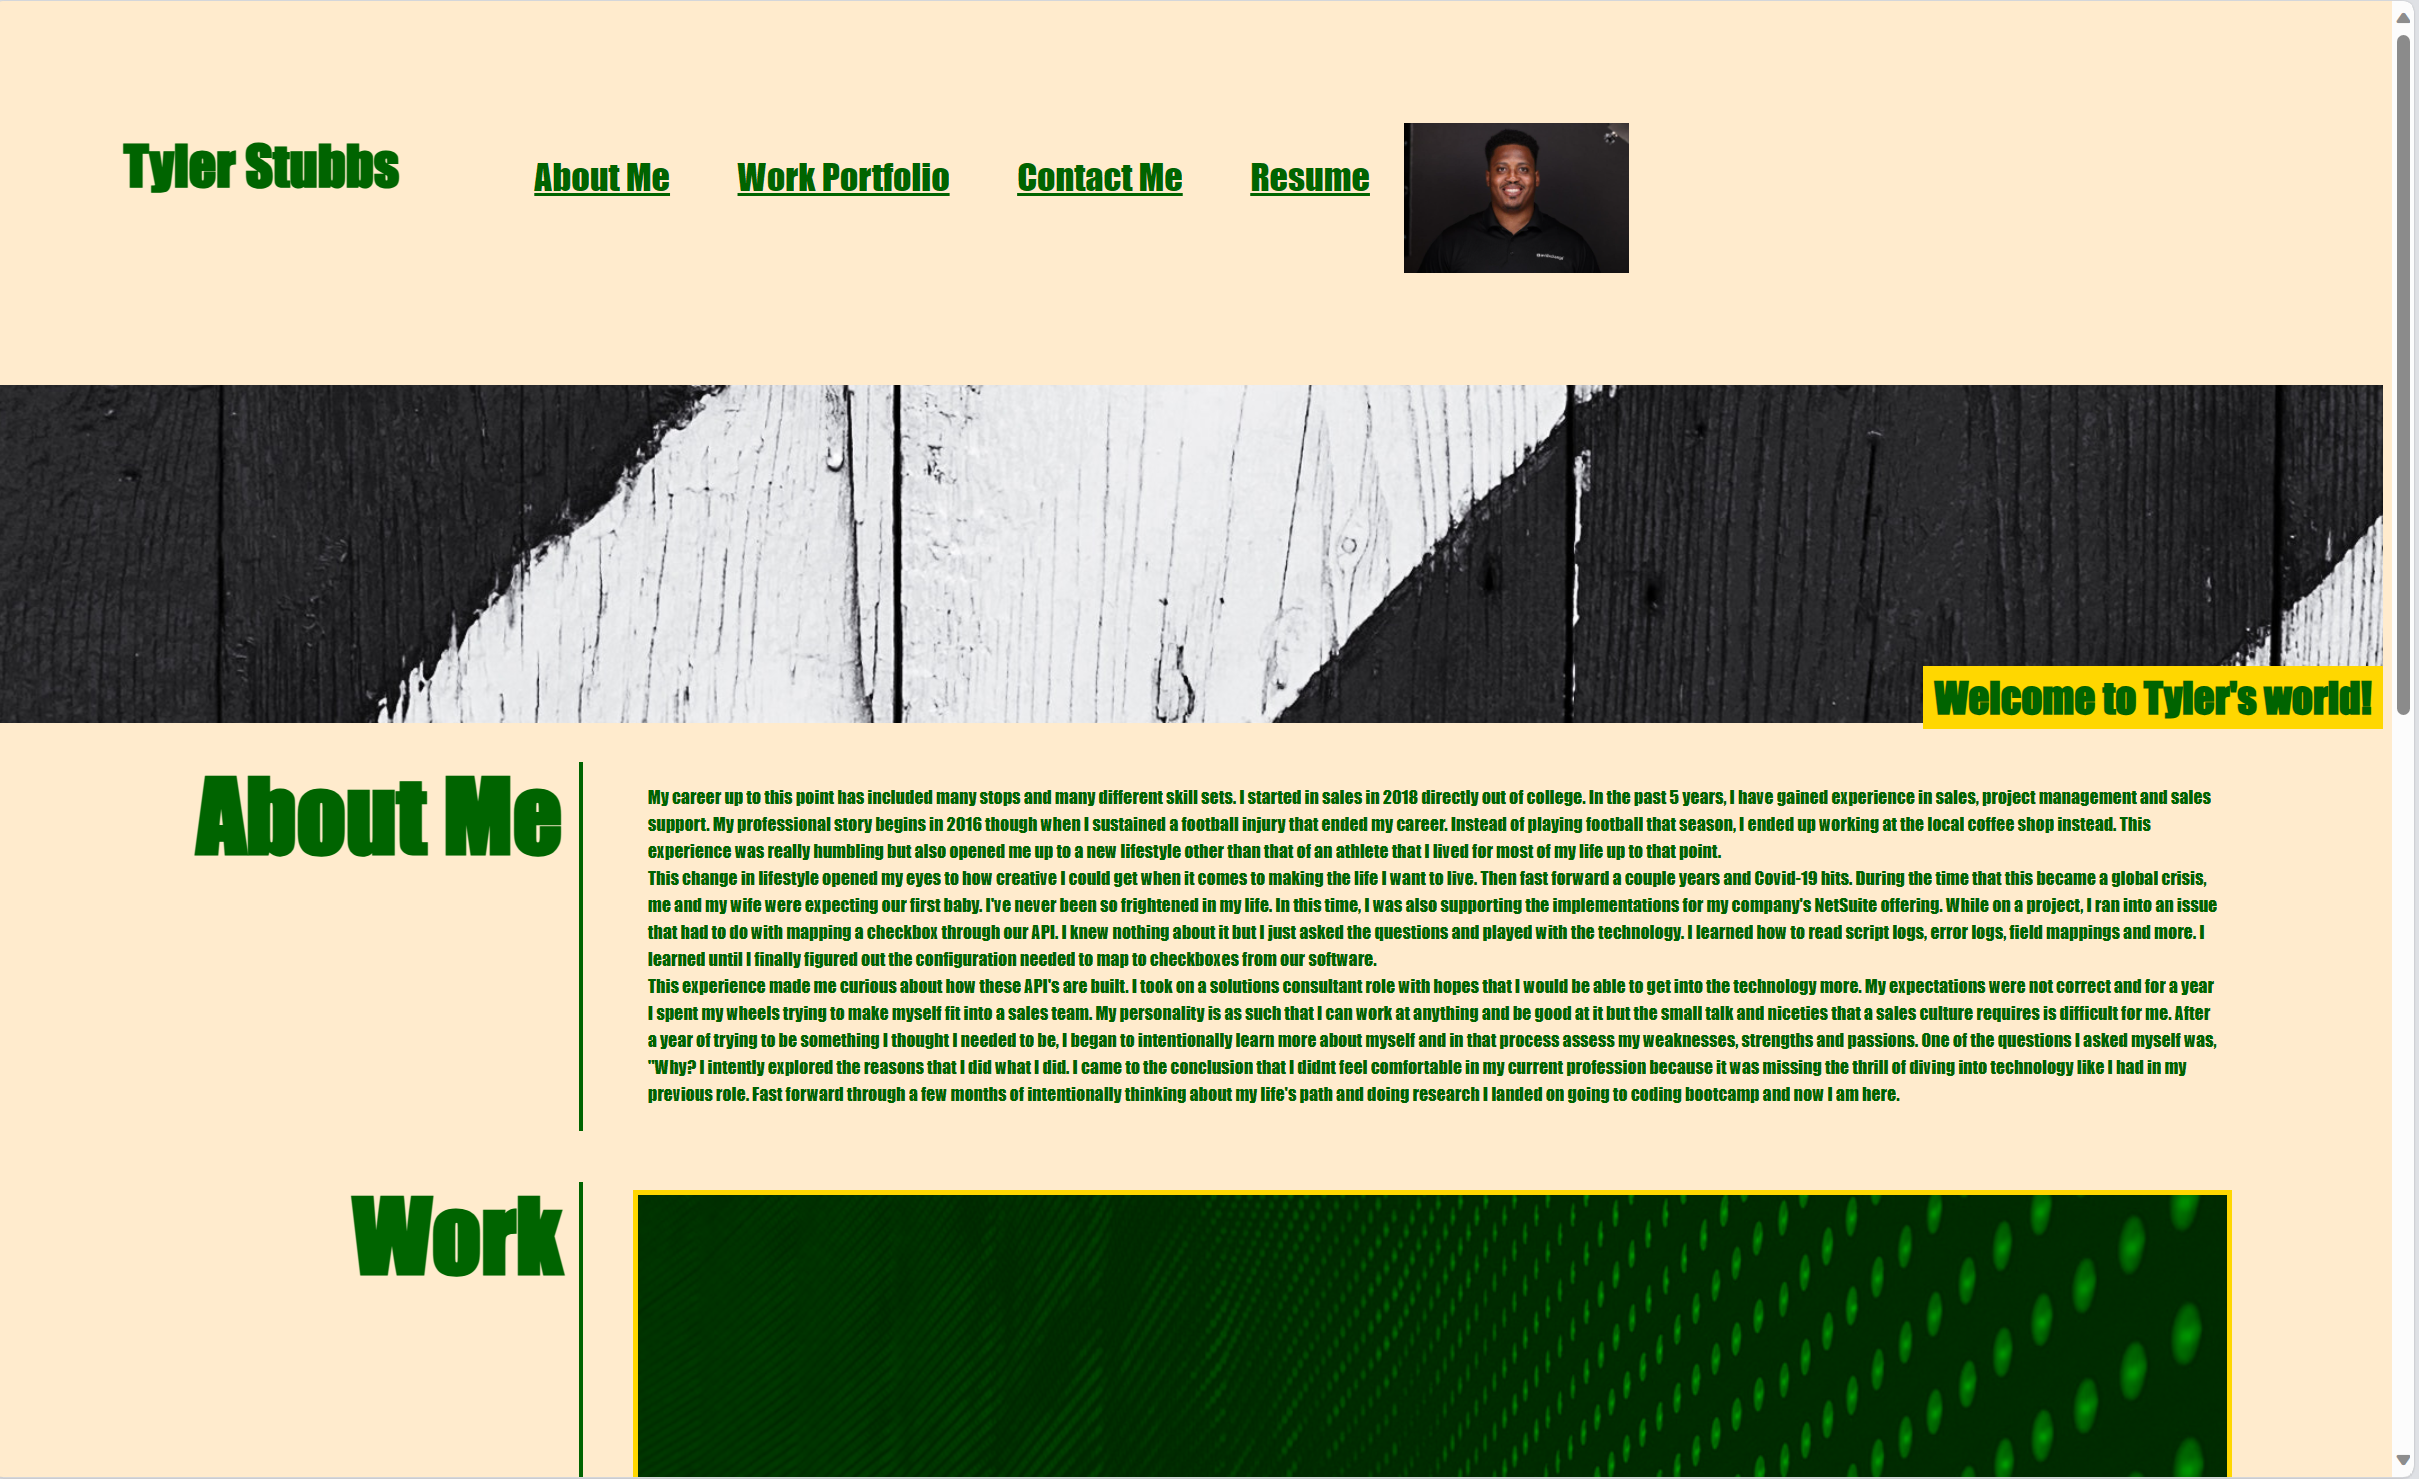 Tyler Stubbs
About Me
Work Portfolio
Contact Me
Resume
Welcome to Tyler's world!
About Me
My career up to this point has included many stops and many different skill sets. I started in sales in 2018 directly out of college. In the past 5 years, I have gained experience in sales, project management and sales
support. My professional story begins in 2016 though when I sustained a football injury that ended my career. Instead of playing football that season, I ended up working at the local coffee shop instead. This
experience was really humbling but also opened me up to a new lifestyle other than that of an athlete that I lived for most of my life up to that point.
This change in lifestyle opened my eyes to how creative I could get when it comes to making the life I want to live. Then fast forward a couple years and Covid-19 hits. During the time that this became a global crisis,
me and my wife were expecting our first baby. I've never been so frightened in my life. In this time, I was also supporting the implementations for my company's NetSuite offering. While on a project, I ran into an issue
that had to do with mapping a checkbox through our API. I knew nothing about it but I just asked the questions and played with the technology. I learned how to read script logs, error logs, field mappings and more. I
learned until I finally figured out the configuration needed to map to checkboxes from our software.
This experience made me curious about how these API's are built. I took on a solutions consultant role with hopes that I would be able to get into the technology more. My expectations were not correct and for a year
I spent my wheels trying to make myself fit into a sales team. My personality is as such that I can work at anything and be good at it but the small talk and niceties that a sales culture requires is difficult for me. After
a year of trying to be something I thought I needed to be, I began to intentionally learn more about myself and in that process assess my weaknesses, strengths and passions. One of the questions I asked myself was,
"Why? I intently explored the reasons that I did what I did. I came to the conclusion that I didnt feel comfortable in my current profession because it was missing the thrill of diving into technology like I had in my
previous role. Fast forward through a few months of intentionally thinking about my life's path and doing research I landed on going to coding bootcamp and now I am here.
Work